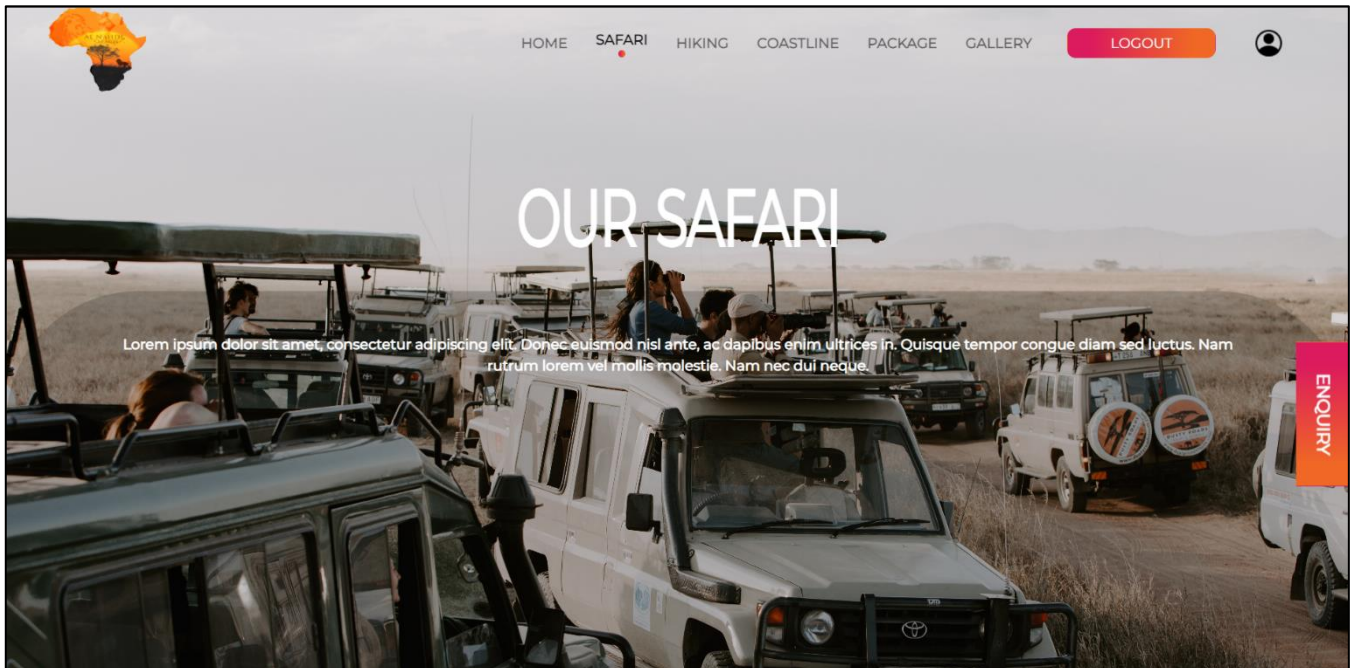 HOME SAFARI HIKING COASTLINE PACKAGE GALLERY LOGOUT
OUR SAFARI
Lorem ipsum dolor sit amet, consectetur adipiscing elit. Donec euismod nisl ante, ac dapibus enim ultrices in. Quisque tempor congue diam sed luctus. Nam
rutrum lorem vel mollis molestie. Nam nec dui neque.
ENQUIRY